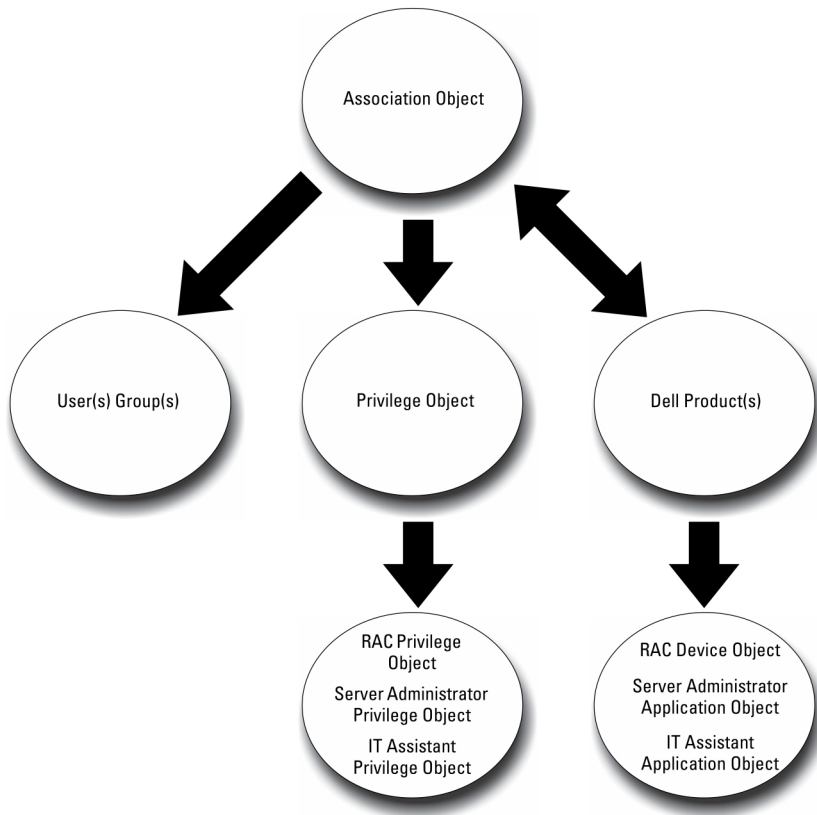 Association Object
User(s) Group(s)
Privilege Object
Dell Product(s)
RAC Privilege
Object
Server Administrator
Privilege Object
IT Assistant
Privilege Object
RAC Device Object
Server Administrator
Application Object
IT Assistant
Application Object